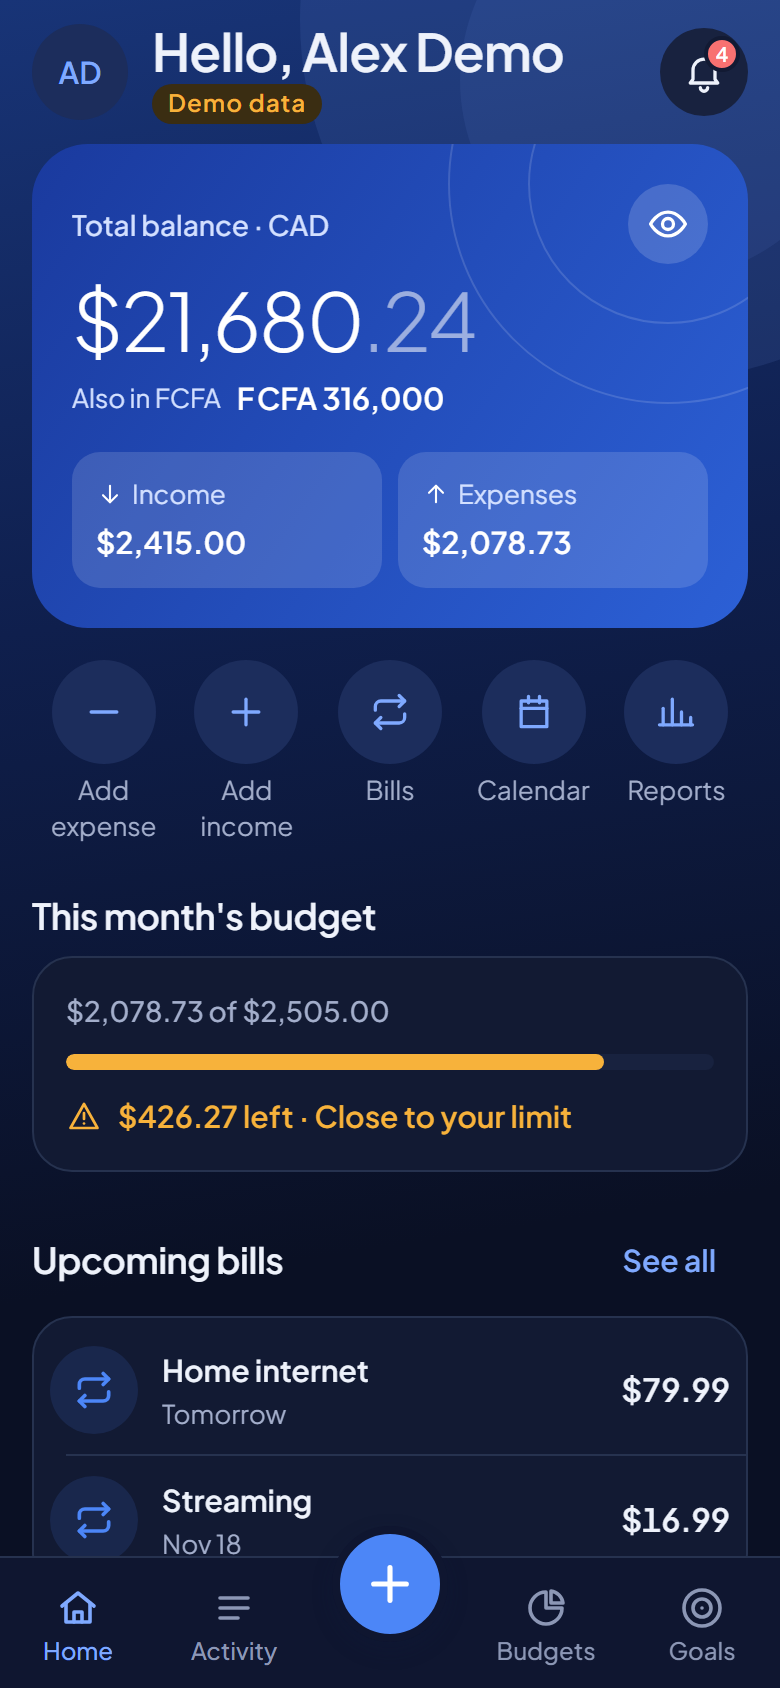 AD
Hello, Alex Demo
4
Demo data
Total balance · CAD
$21,680.24
Also in FCFA FCFA 316,000
Income
$2,415.00
Expenses
$2,078.73
Add expense
Add income
Bills
Calendar
Reports
This month's budget
$2,078.73 of $2,505.00
$426.27 left · Close to your limit
Upcoming bills
See all
Home internet
Tomorrow
$79.99
Streaming
Nov 18
$16.99
Home
Activity
Budgets
Goals